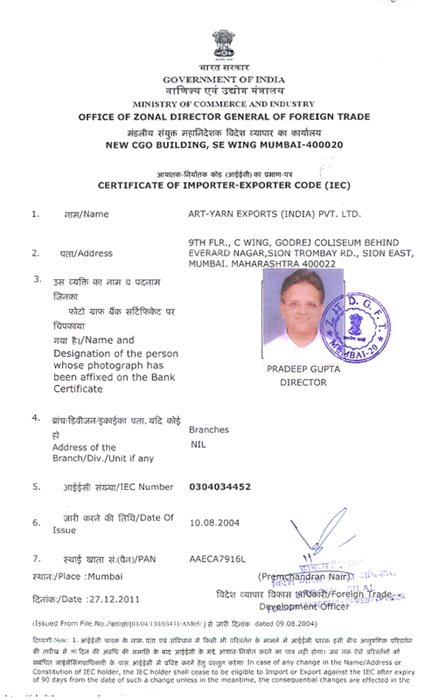 भारत सरकार
GOVERNMENT OF INDIA
वाणिज्य एवं उद्योग मंत्रालय
MINISTRY OF COMMERCE AND INDUSTRY
OFFICE OF ZONAL DIRECTOR GENERAL OF FOREIGN TRADE
मंडलीय संयुक्त महानिदेशक विदेश व्यापार का कार्यालय
NEW CGO BUILDING, SE WING MUMBAI-400020
आयातक-निर्यातक कोड (आईईसी) का प्रमाण-पत्र
CERTIFICATE OF IMPORTER-EXPORTER CODE (IEC)
1. नाम/Name ART-YARN EXPORTS (INDIA) PVT. LTD.
2. पता/Address 9TH FLR., C WING, GODREJ COLISEUM BEHIND
EVERARD NAGAR,SION TROMBAY RD., SION EAST,
MUMBAI. MAHARASHTRA 400022
3. उस व्यक्ति का नाम व पदनाम
जिनका
फोटो ग्राफ बैंक सर्टिफिकेट पर
चिपकाया
गया है।/Name and
Designation of the person
whose photograph has
been affixed on the Bank
Certificate
Z. J. D. G. F. T.
MUMBAI-20
PRADEEP GUPTA
DIRECTOR
4. ब्रांच/डिवीजन/इकाईका पता. यदि कोई
हो
Address of the
Branch/Div./Unit if any
Branches
NIL
5. आईईसी संख्या/IEC Number 0304034452
6. जारी करने की तिथि/Date Of
Issue
10.08.2004
7. स्थाई खाता सं.(पैन)/PAN AAECA7916L
स्थान:/Place :Mumbai (Premchandran Nair)
दिनांक:/Date :27.12.2011 विदेश व्यापार विकास अधिकारी/Foreign Trade
Development Officer
(Issued From File.No./ से जारी दिनांक dated 09.08.2004)
टिप्पणी/Note: 1. आईईसी धारक के नाम, पता एवं संविधान में किसी भी परिवर्तन के मामले में आईईसी धारक इसी बीच आनुषंगिक परिवर्तन
की तारीख से 90 दिन की अवधि की समाप्ति के बाद आईईसी के मद्दे आयात-निर्यात करने का पात्र नहीं होगा। जब तक ऐसे परिवर्तनों को
In case of any change in the Name/Address or
Constitution of IEC holder, the IEC holder shall cease to be eligible to Import or Export against the IEC after expiry
of 90 days from the date of such a change unless in the meantime, the consequential changes are effected in the